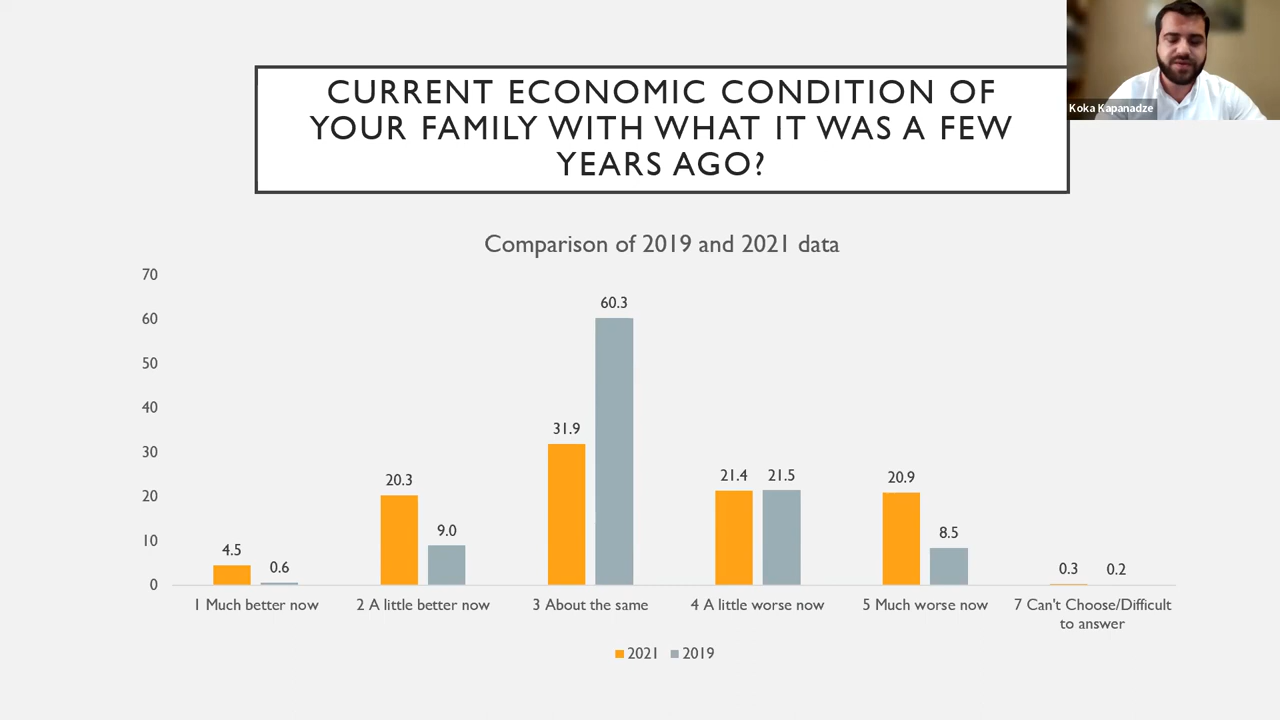 CURRENT ECONOMIC CONDITION OF
YOUR FAMILY WITH WHAT IT WAS A FEW
YEARS AGO?
Koka Kapanadze
Comparison of 2019 and 2021 data
70
60
50
40
30
20
10
0
4.5
0.6
20.3
9.0
31.9
60.3
21.4
21.5
20.9
8.5
0.3
0.2
1 Much better now
2 A little better now
3 About the same
4 A little worse now
5 Much worse now
7 Can't Choose/Difficult
to answer
2021 2019